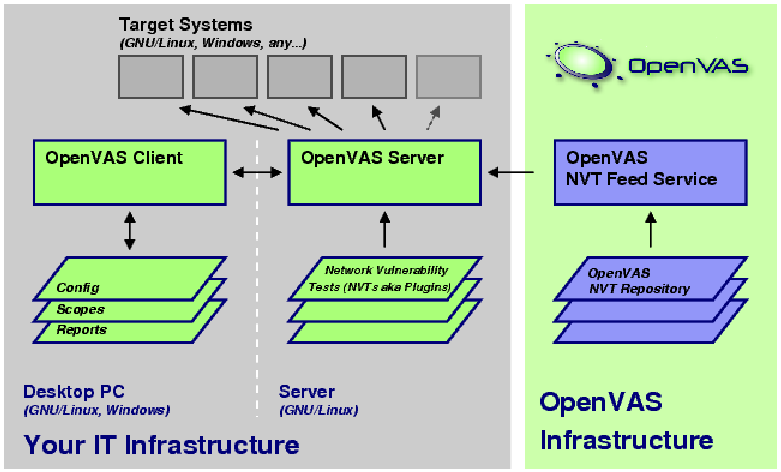 Target Systems
(GNU/Linux, Windows, any...)
OpenVAS
OpenVAS Client
OpenVAS Server
OpenVAS
NVT Feed Service
Config
Scopes
Reports
Network Vulnerability
Tests (NVTs aka Plugins)
OpenVAS
NVT Repository
Desktop PC
(GNU/Linux, Windows)
Server
(GNU/Linux)
Your IT Infrastructure
OpenVAS
Infrastructure